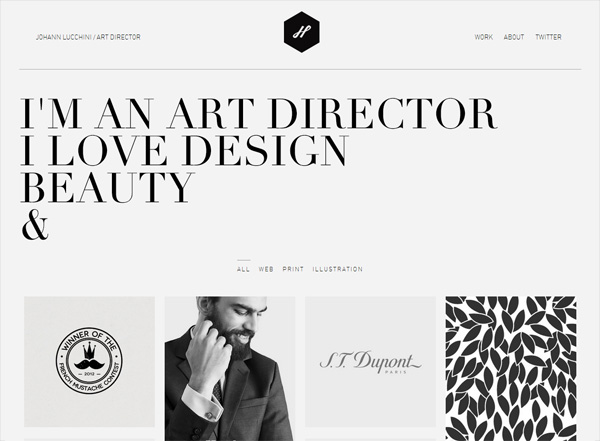 JOHANN LUCCHINI / ART DIRECTOR
H
WORK ABOUT TWITTER
I'M AN ART DIRECTOR
I LOVE DESIGN
BEAUTY
&
ALL WEB PRINT ILLUSTRATION
WINNER OF THE
2012
FRENCH MUSTACHE CONTEST
S.T. Dupont
PARIS